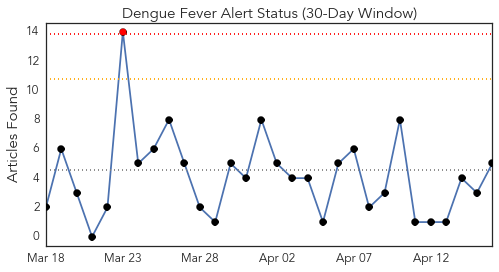 Dengue Fever Alert Status (30-Day Window)
Articles Found
14
12
10
8
6
4
2
0
Mar 18 Mar 23 Mar 28 Apr 02 Apr 07 Apr 12